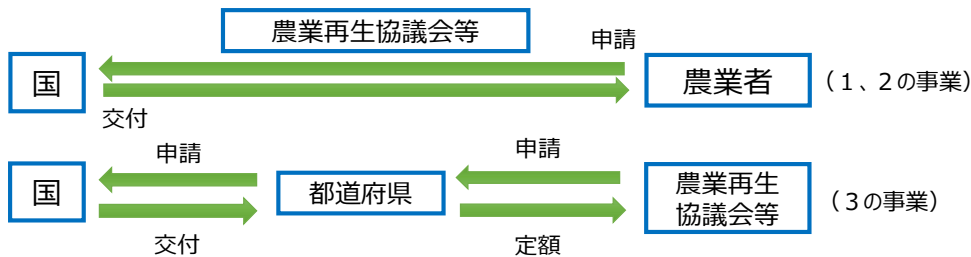 農業再生協議会等
申請
国
農業者
（１、２の事業）
交付
申請
申請
国
都道府県
農業再生
協議会等
（３の事業）
交付
定額